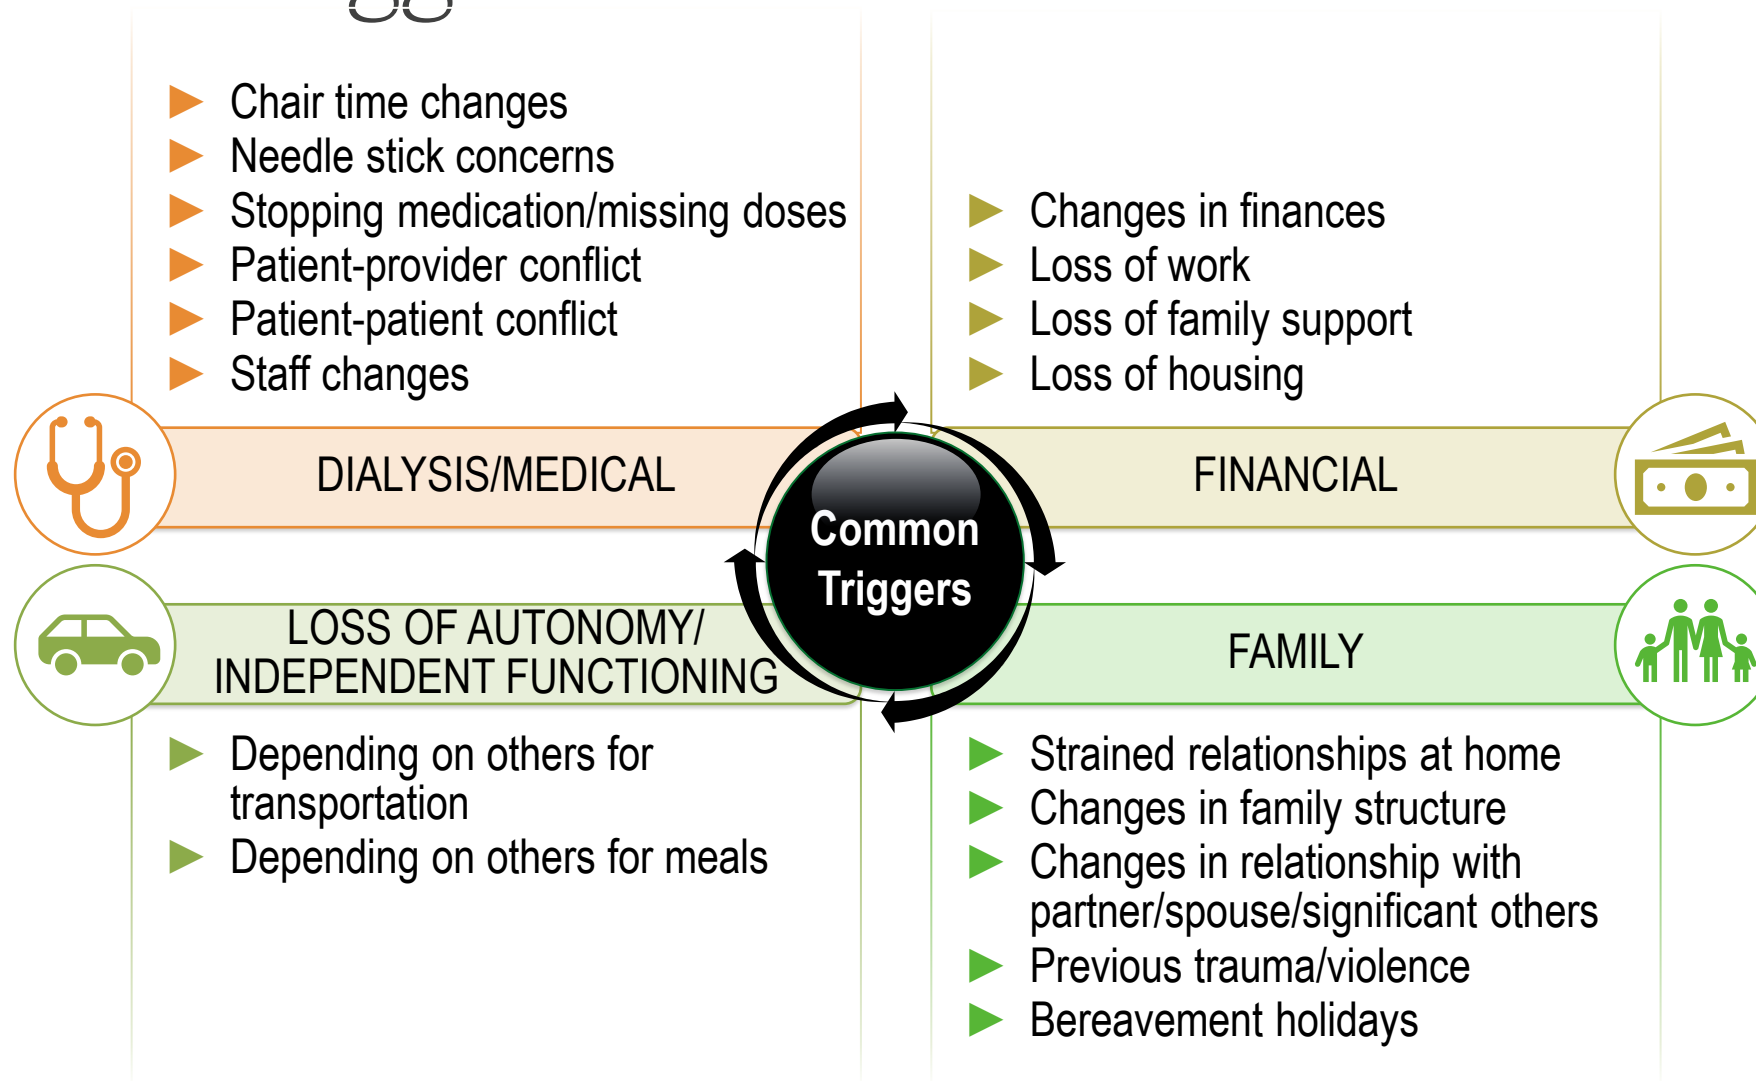 Chair time changes
Needle stick concerns
Stopping medication/missing doses
Patient-provider conflict
Patient-patient conflict
Staff changes
DIALYSIS/MEDICAL
Changes in finances
Loss of work
Loss of family support
Loss of housing
FINANCIAL
Common
Triggers
LOSS OF AUTONOMY/
INDEPENDENT FUNCTIONING
Depending on others for
transportation
Depending on others for meals
FAMILY
Strained relationships at home
Changes in family structure
Changes in relationship with
partner/spouse/significant others
Previous trauma/violence
Bereavement holidays